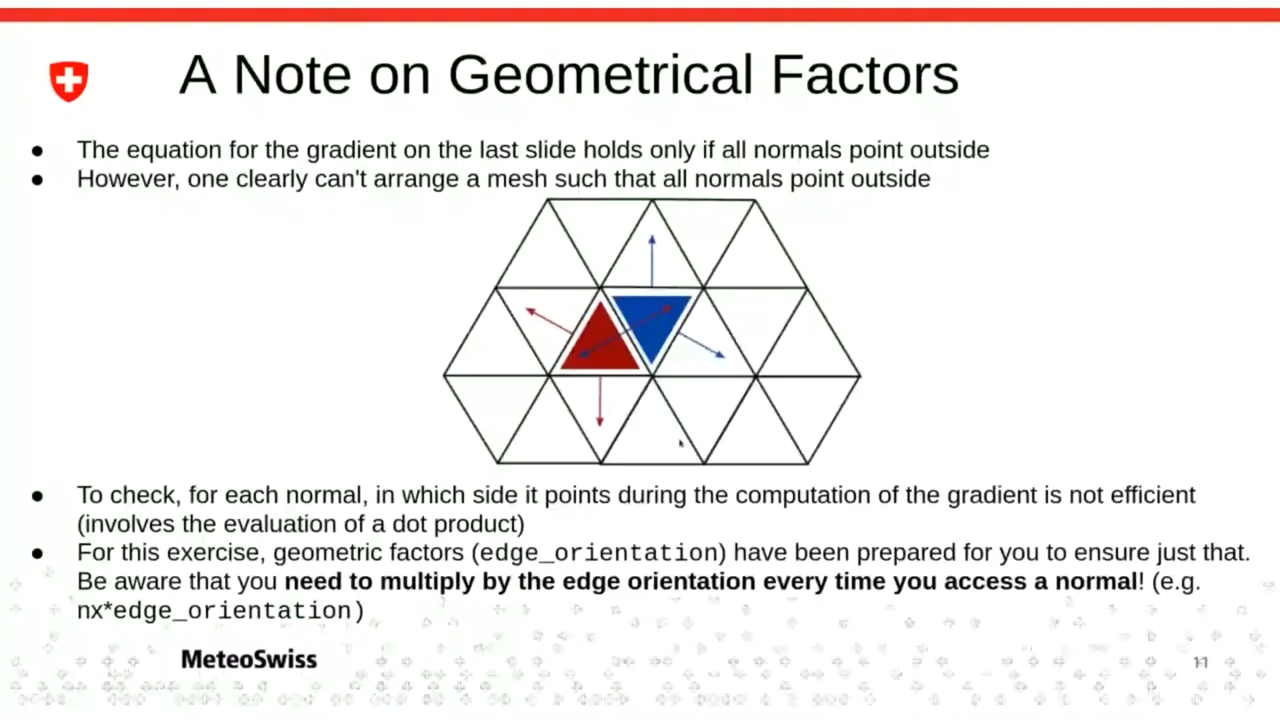 A Note on Geometrical Factors
● The equation for the gradient on the last slide holds only if all normals point outside
● However, one clearly can't arrange a mesh such that all normals point outside
● To check, for each normal, in which side it points during the computation of the gradient is not efficient
(involves the evaluation of a dot product)
● For this exercise, geometric factors (edge_orientation) have been prepared for you to ensure just that.
Be aware that you need to multiply by the edge orientation every time you access a normal! (e.g.
nx*edge_orientation)
MeteoSwiss
11